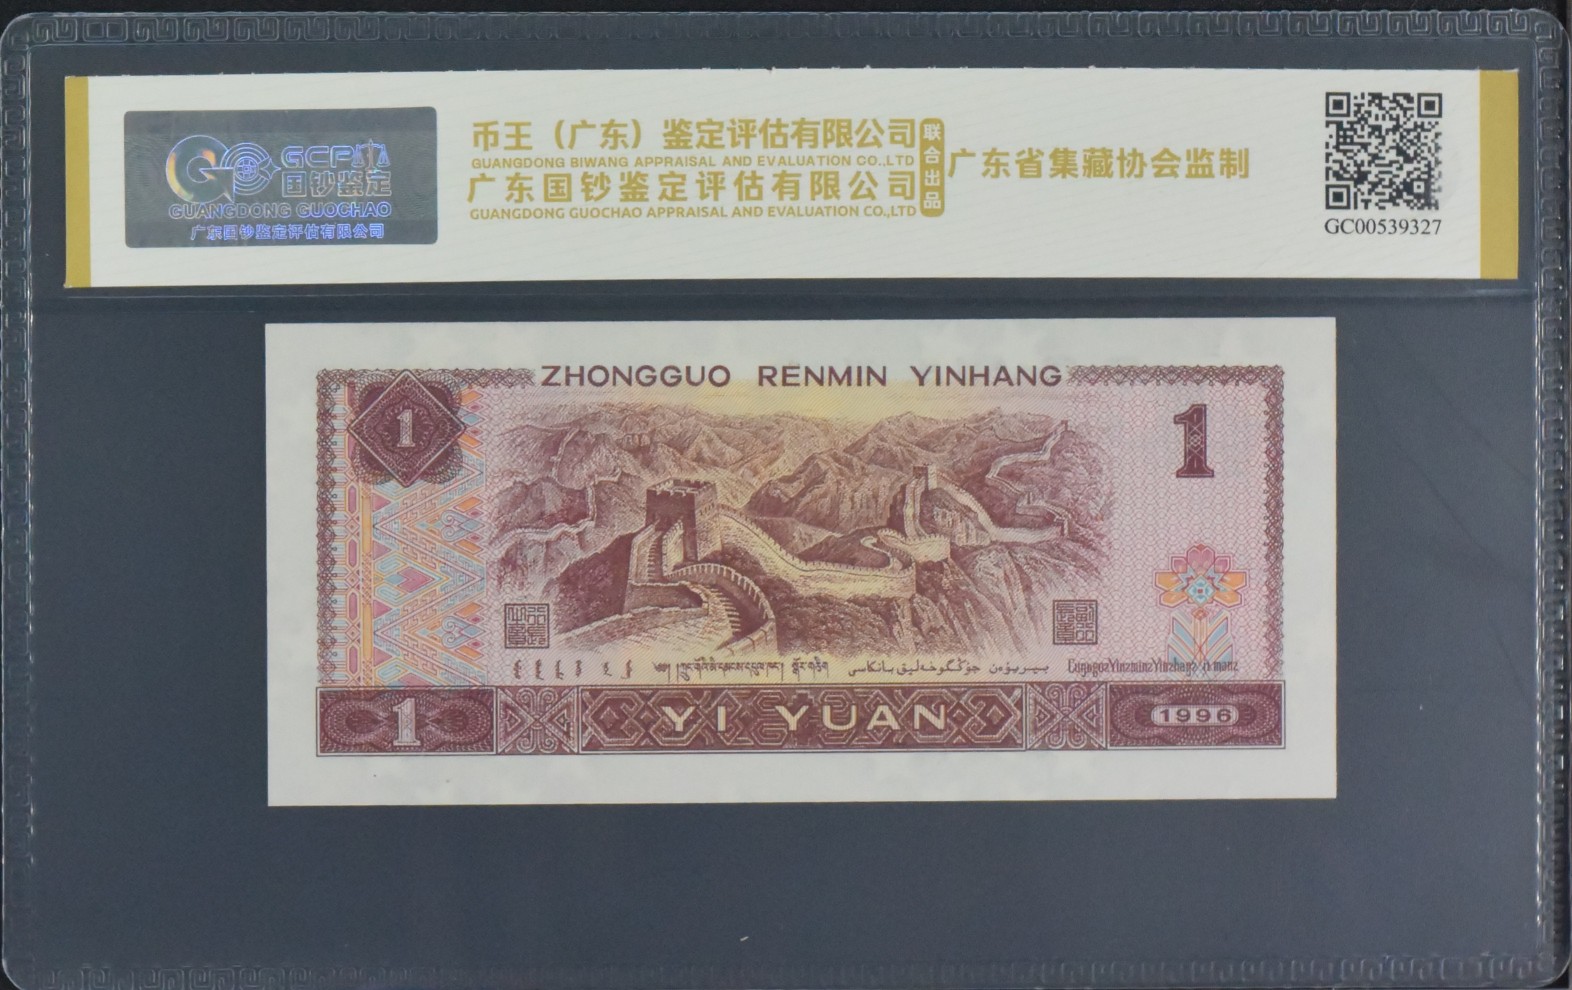 GCP
国钞鉴定
GUANGDONG GUOCHAO
广东国钞鉴定评估有限公司
币王（广东）鉴定评估有限公司
GUANGDONG BIWANG APPRAISAL AND EVALUATION CO.,LTD
广东国钞鉴定评估有限公司
GUANGDONG GUOCHAO APPRAISAL AND EVALUATION CO.,LTD
联合出品
广东省集藏协会监制
GC00539327
ZHONGGUO RENMIN YINHANG
1
1
1
YI YUAN
1996